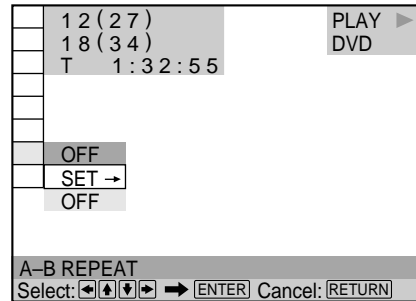 12(27)
18(34)
T 1:32:55
PLAY ▶
DVD
OFF
SET →
OFF
A–B REPEAT
Select: ← ↑ ↓ → ➡ ENTER Cancel: RETURN